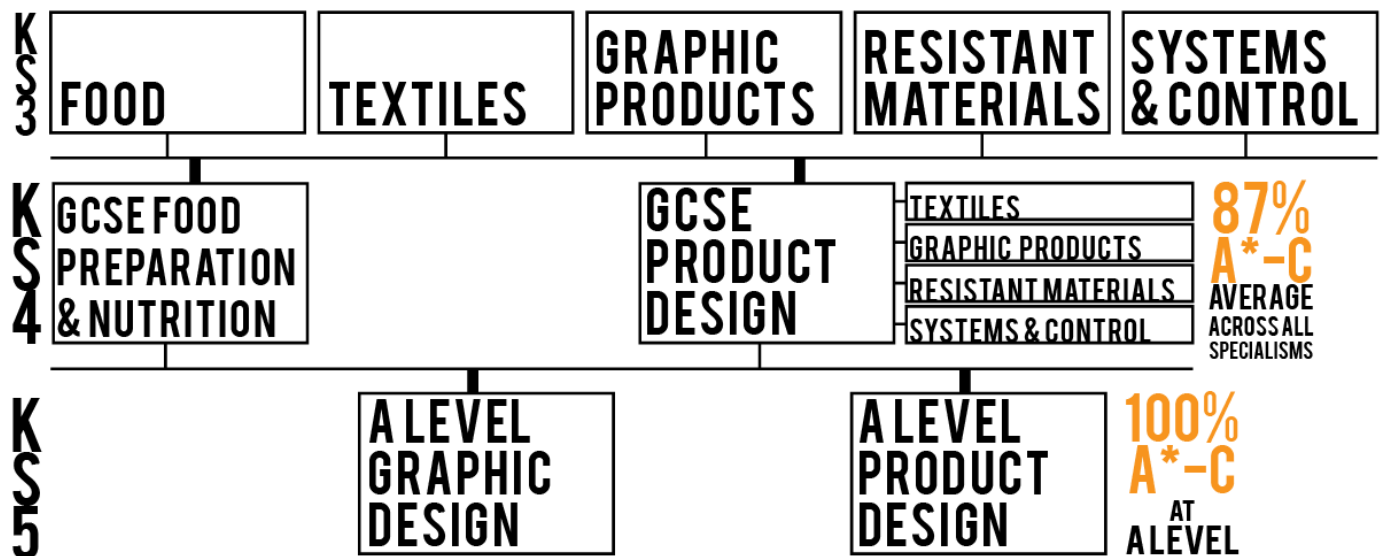 KS3
FOOD
TEXTILES
GRAPHIC
PRODUCTS
RESISTANT
MATERIALS
SYSTEMS
& CONTROL
KS4
GCSE FOOD
PREPARATION
& NUTRITION
GCSE
PRODUCT
DESIGN
TEXTILES
GRAPHIC PRODUCTS
RESISTANT MATERIALS
SYSTEMS & CONTROL
87%
A*-C
AVERAGE
ACROSS ALL
SPECIALISMS
KS5
A LEVEL
GRAPHIC
DESIGN
A LEVEL
PRODUCT
DESIGN
100%
A*-C
AT
A LEVEL